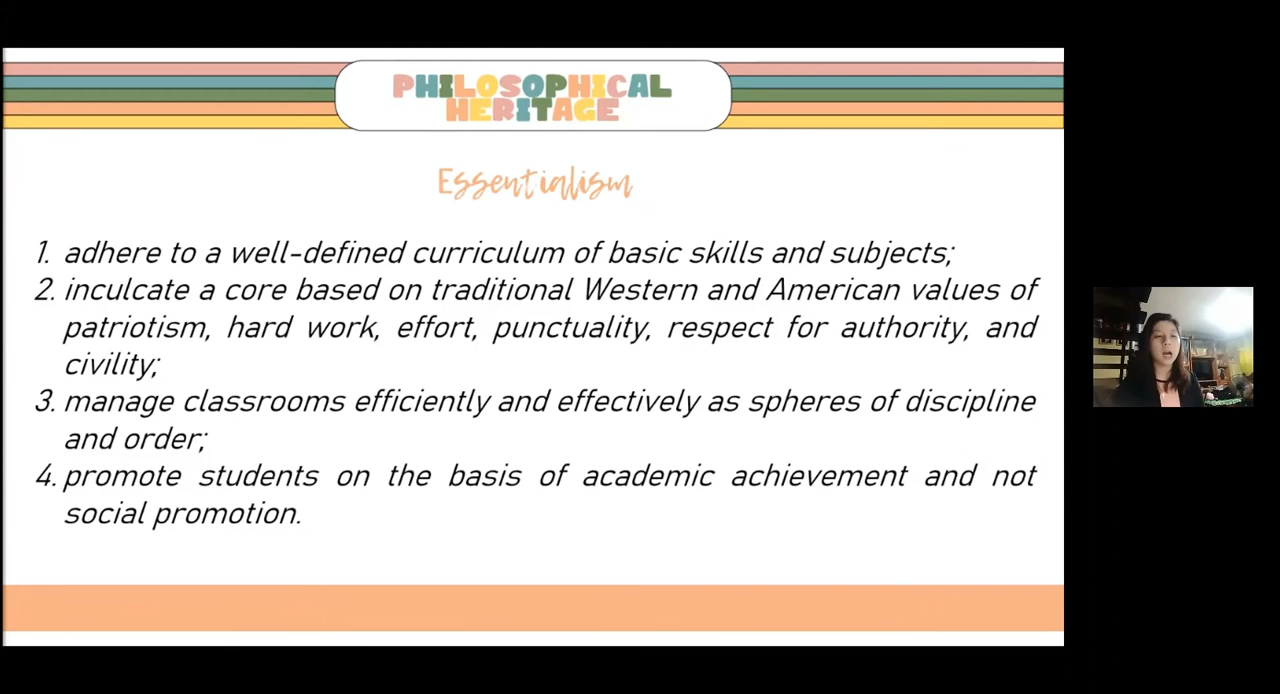 PHILOSOPHICAL
HERITAGE
Essentialism
1. adhere to a well-defined curriculum of basic skills and subjects;
2. inculcate a core based on traditional Western and American values of
patriotism, hard work, effort, punctuality, respect for authority, and
civility;
3. manage classrooms efficiently and effectively as spheres of discipline
and order;
4. promote students on the basis of academic achievement and not
social promotion.